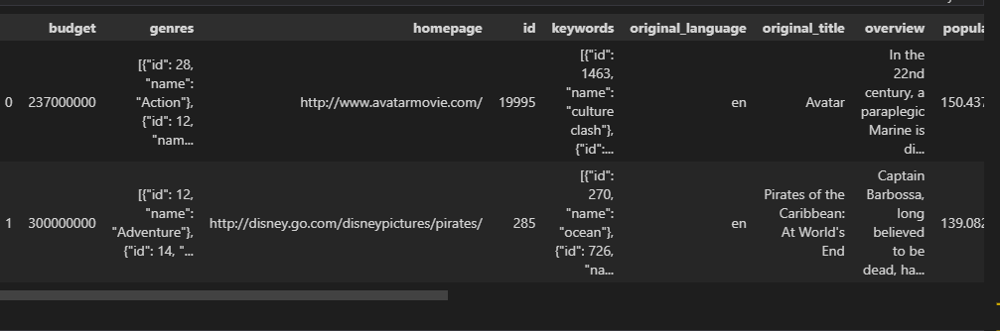 budget genres homepage id keywords original_language original_title overview popula
0 237000000 [{"id": 28, "name": "Action"}, {"id": 12, "nam... http://www.avatarmovie.com/ 19995 [{"id": 1463, "name": "culture clash"}, {"id":... en Avatar In the 22nd century, a paraplegic Marine is di... 150.437
1 300000000 [{"id": 12, "name": "Adventure"}, {"id": 14, "... http://disney.go.com/disneypictures/pirates/ 285 [{"id": 270, "name": "ocean"}, {"id": 726, "na... en Pirates of the Caribbean: At World's End Captain Barbossa, long believed to be dead, ha... 139.082